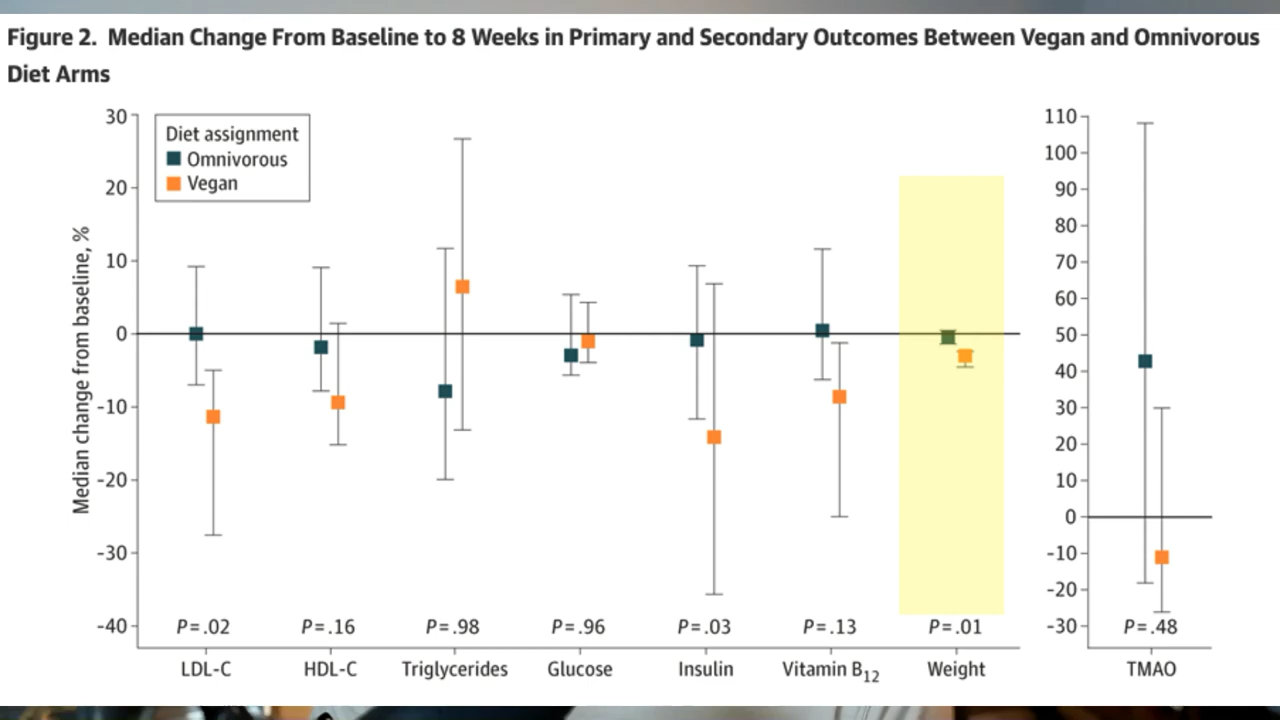 Figure 2. Median Change From Baseline to 8 Weeks in Primary and Secondary Outcomes Between Vegan and Omnivorous
Diet Arms
Diet assignment
Omnivorous
Vegan
Median change from baseline, %
30
20
10
0
-10
-20
-30
-40
P=.02
P=.16
P=.98
P=.96
P=.03
P=.13
P=.01
LDL-C
HDL-C
Triglycerides
Glucose
Insulin
Vitamin B12
Weight
110
100
90
80
70
60
50
40
30
20
10
0
-10
-20
-30
P=.48
TMAO